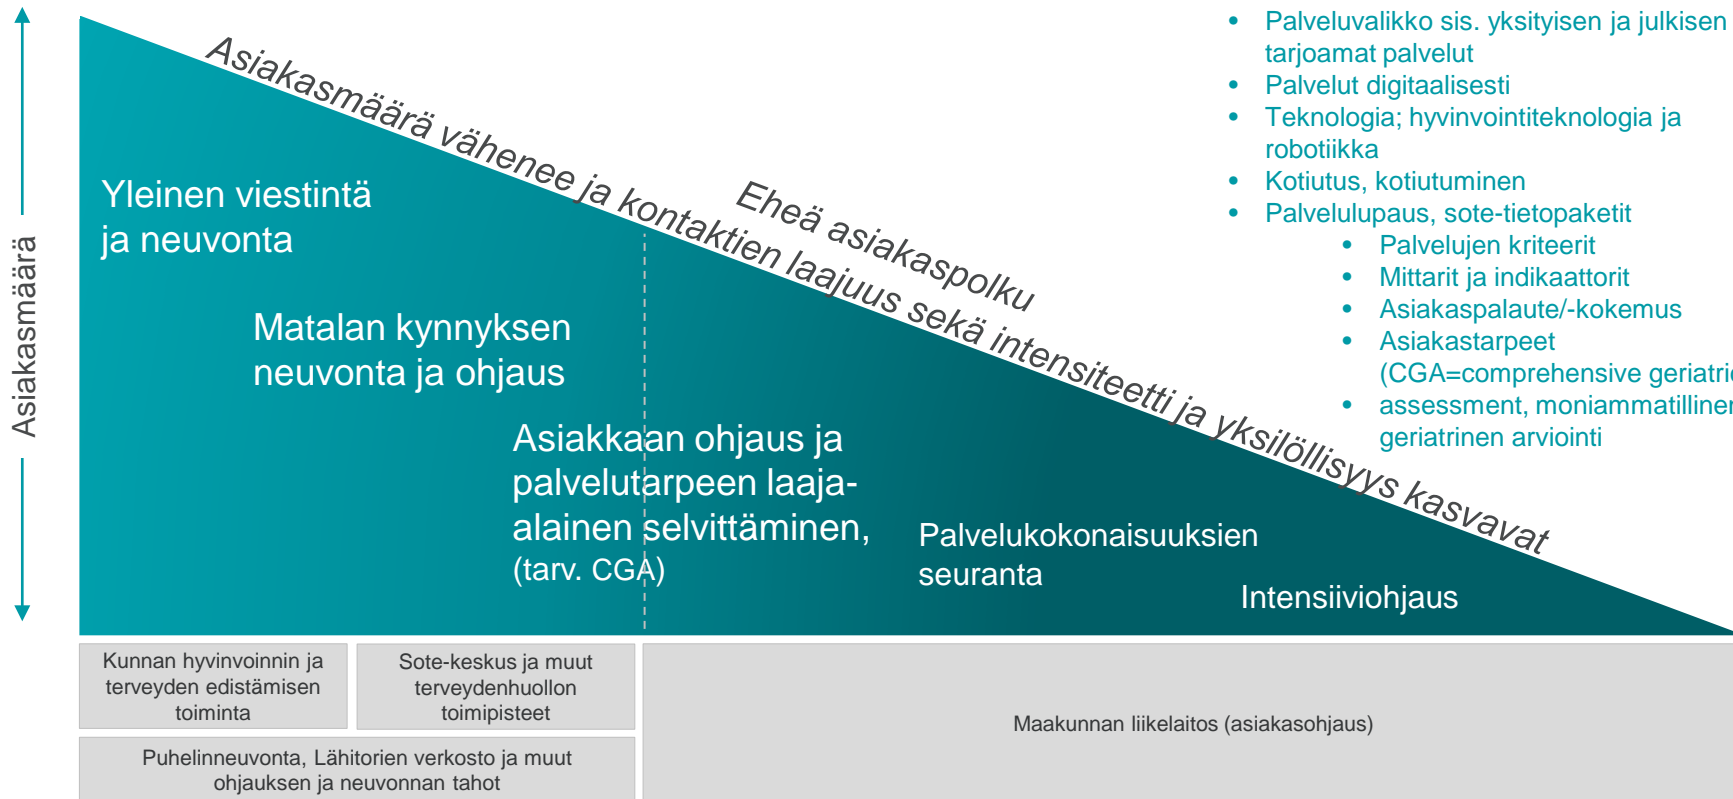 Asiakasmäärä
Asiakasmäärä vähenee ja kontaktien laajuus sekä intensiteetti ja yksilöllisyys kasvavat
Eheä asiakaspolku
Yleinen viestintä
ja neuvonta
Matalan kynnyksen
neuvonta ja ohjaus
Asiakkaan ohjaus ja
palvelutarpeen laaja-
alainen selvittäminen,
(tarv. CGA)
Palvelukokonaisuuksien
seuranta
Intensiiviohjaus
• Palveluvalikko sis. yksityisen ja julkisen
tarjoamat palvelut
• Palvelut digitaalisesti
• Teknologia; hyvinvointiteknologia ja
robotiikka
• Kotiutus, kotiutuminen
• Palvelulupaus, sote-tietopaketit
• Palvelujen kriteerit
• Mittarit ja indikaattorit
• Asiakaspalaute/-kokemus
• Asiakastarpeet
(CGA=comprehensive geriatric
• assessment, moniammatillinen
geriatrinen arviointi
Kunnan hyvinvoinnin ja
terveyden edistämisen
toiminta
Sote-keskus ja muut
terveydenhuollon
toimipisteet
Puhelinneuvonta, Lähitorien verkosto ja muut
ohjauksen ja neuvonnan tahot
Maakunnan liikelaitos (asiakasohjaus)